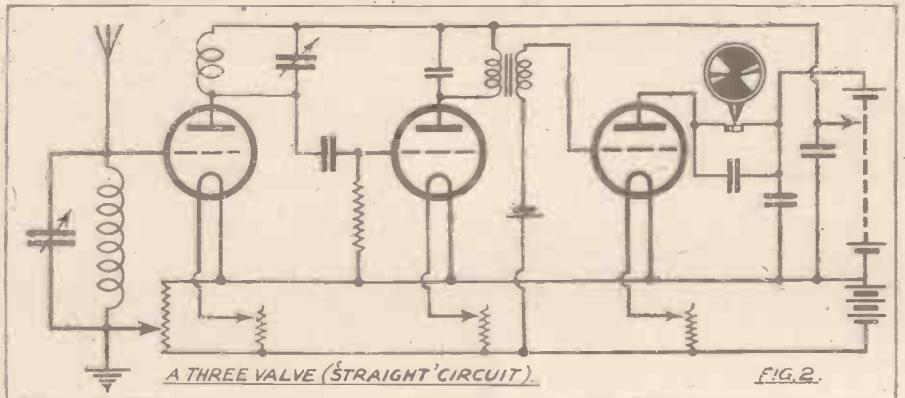 A THREE VALVE ('STRAIGHT' CIRCUIT).
FIG. 2.